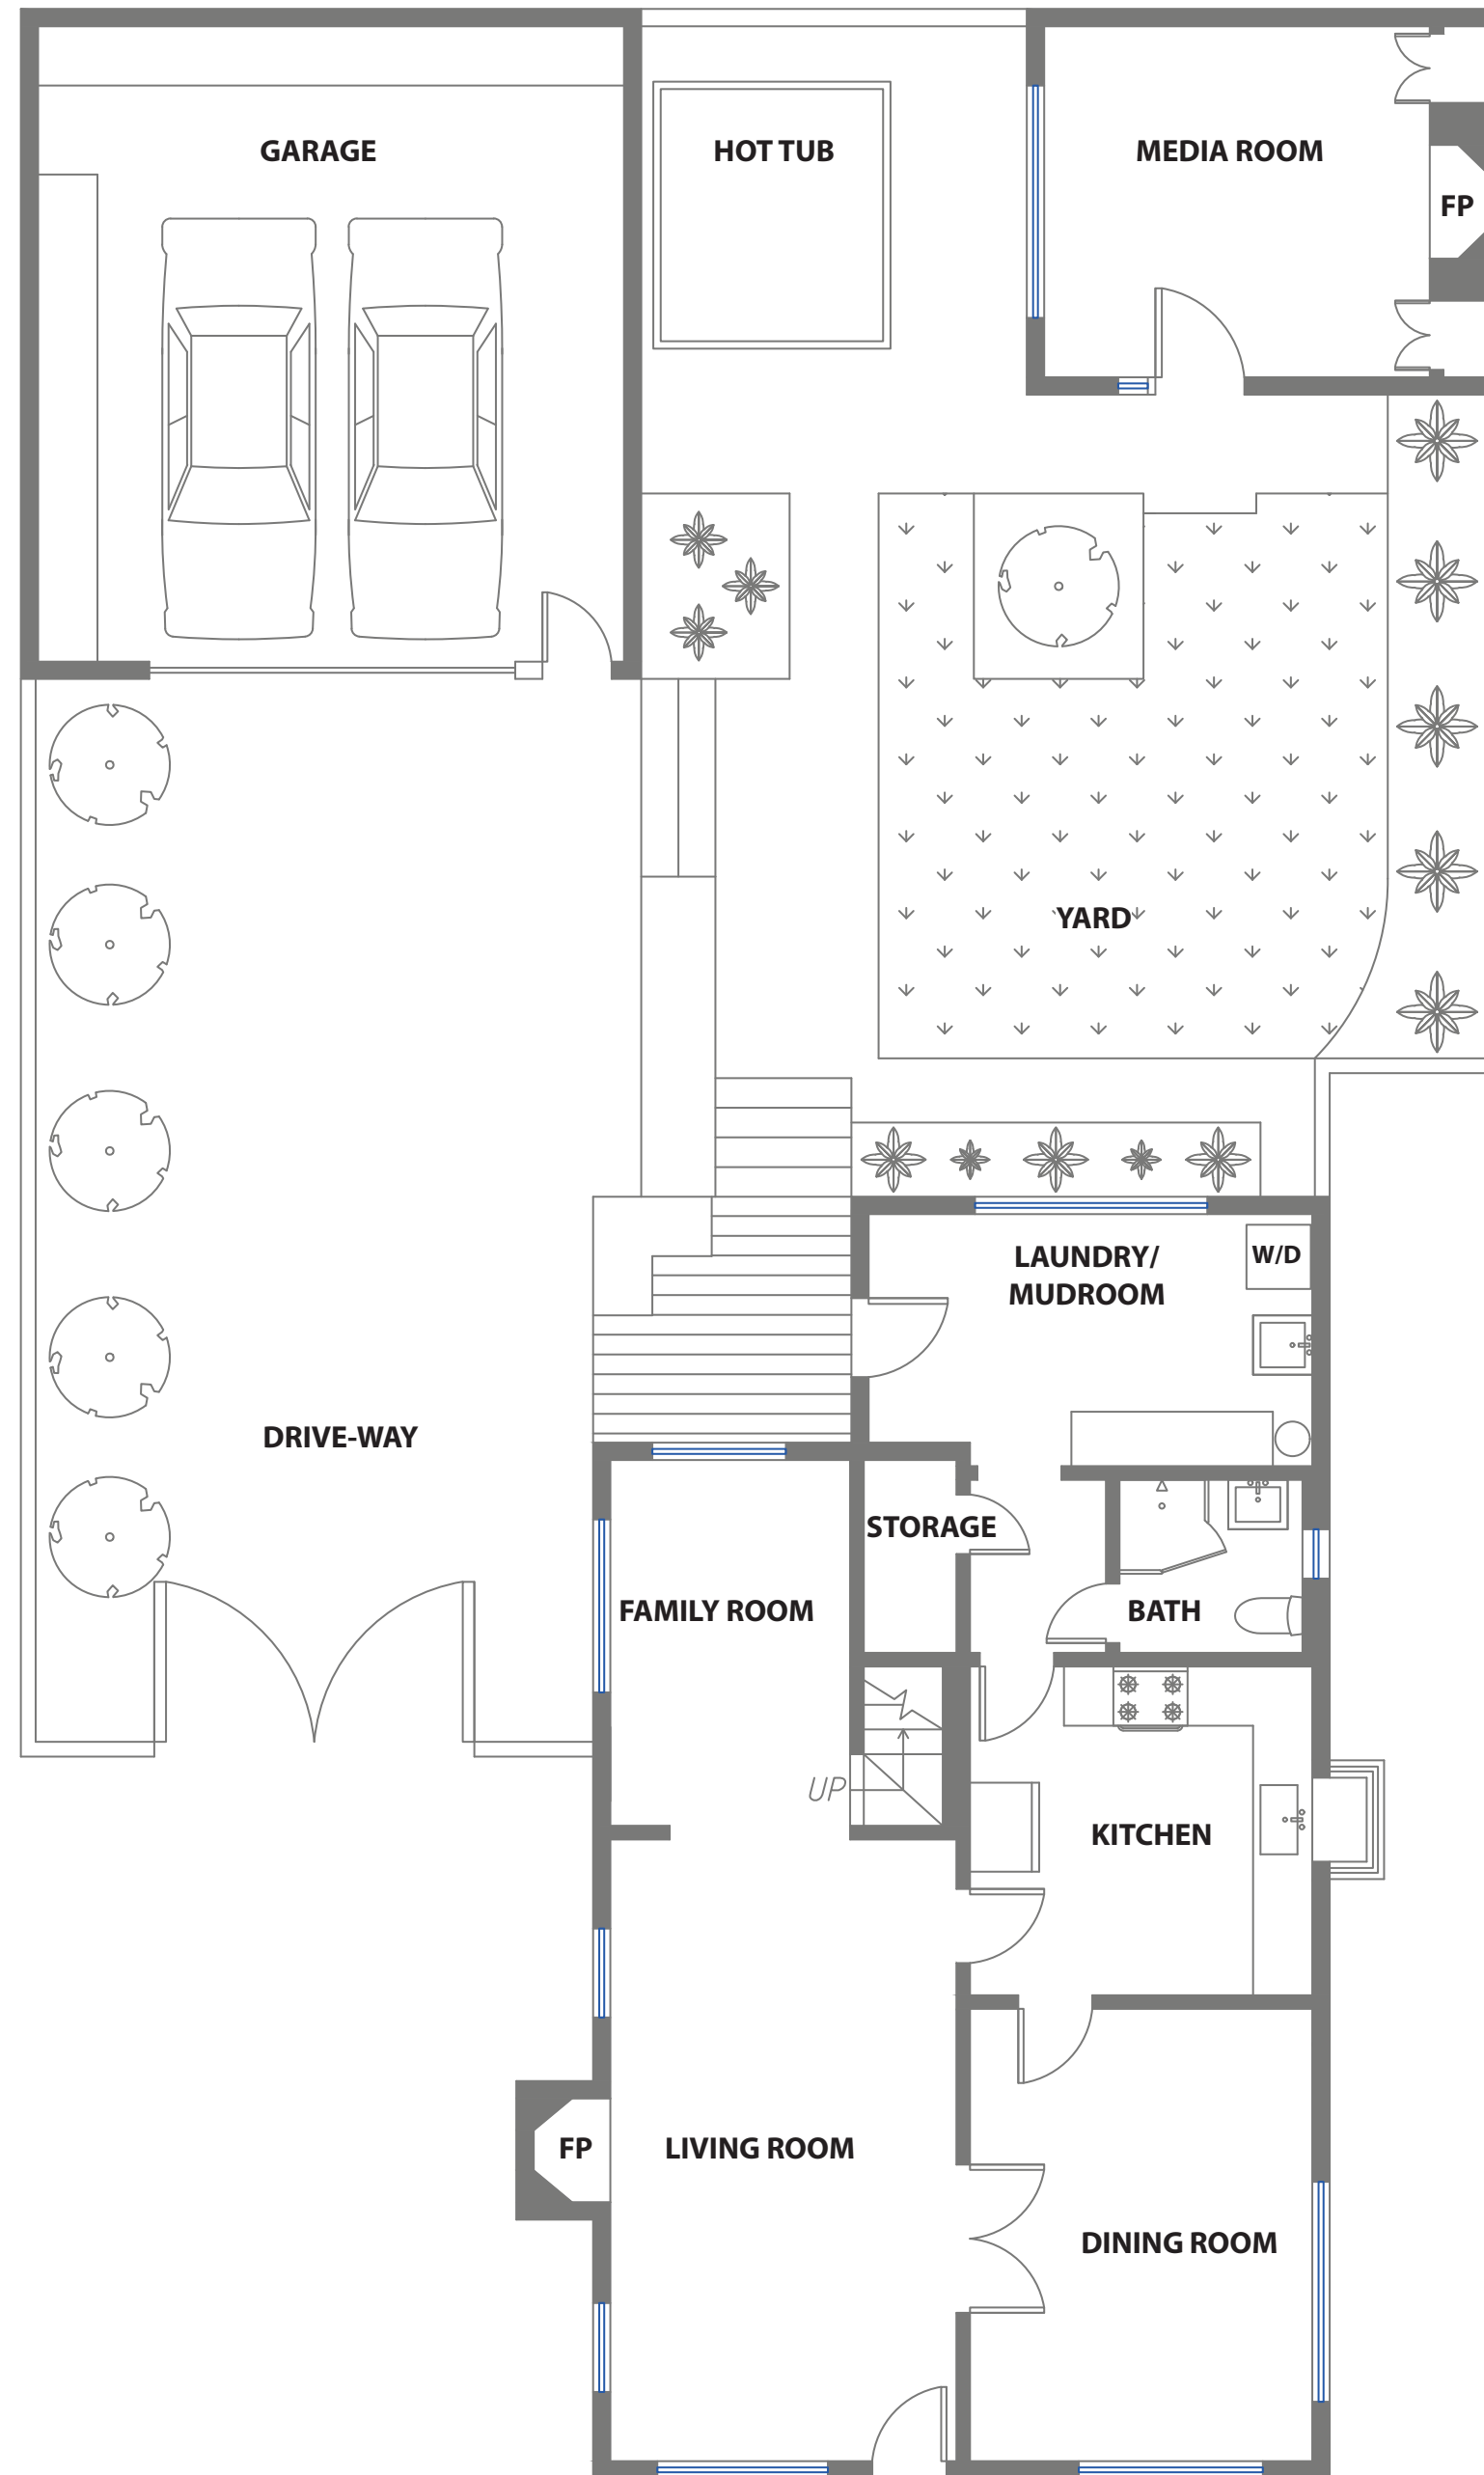 GARAGE
HOT TUB
MEDIA ROOM
FP
YARD
LAUNDRY/
MUDROOM
W/D
DRIVE-WAY
STORAGE
FAMILY ROOM
BATH
UP
KITCHEN
FP
LIVING ROOM
DINING ROOM